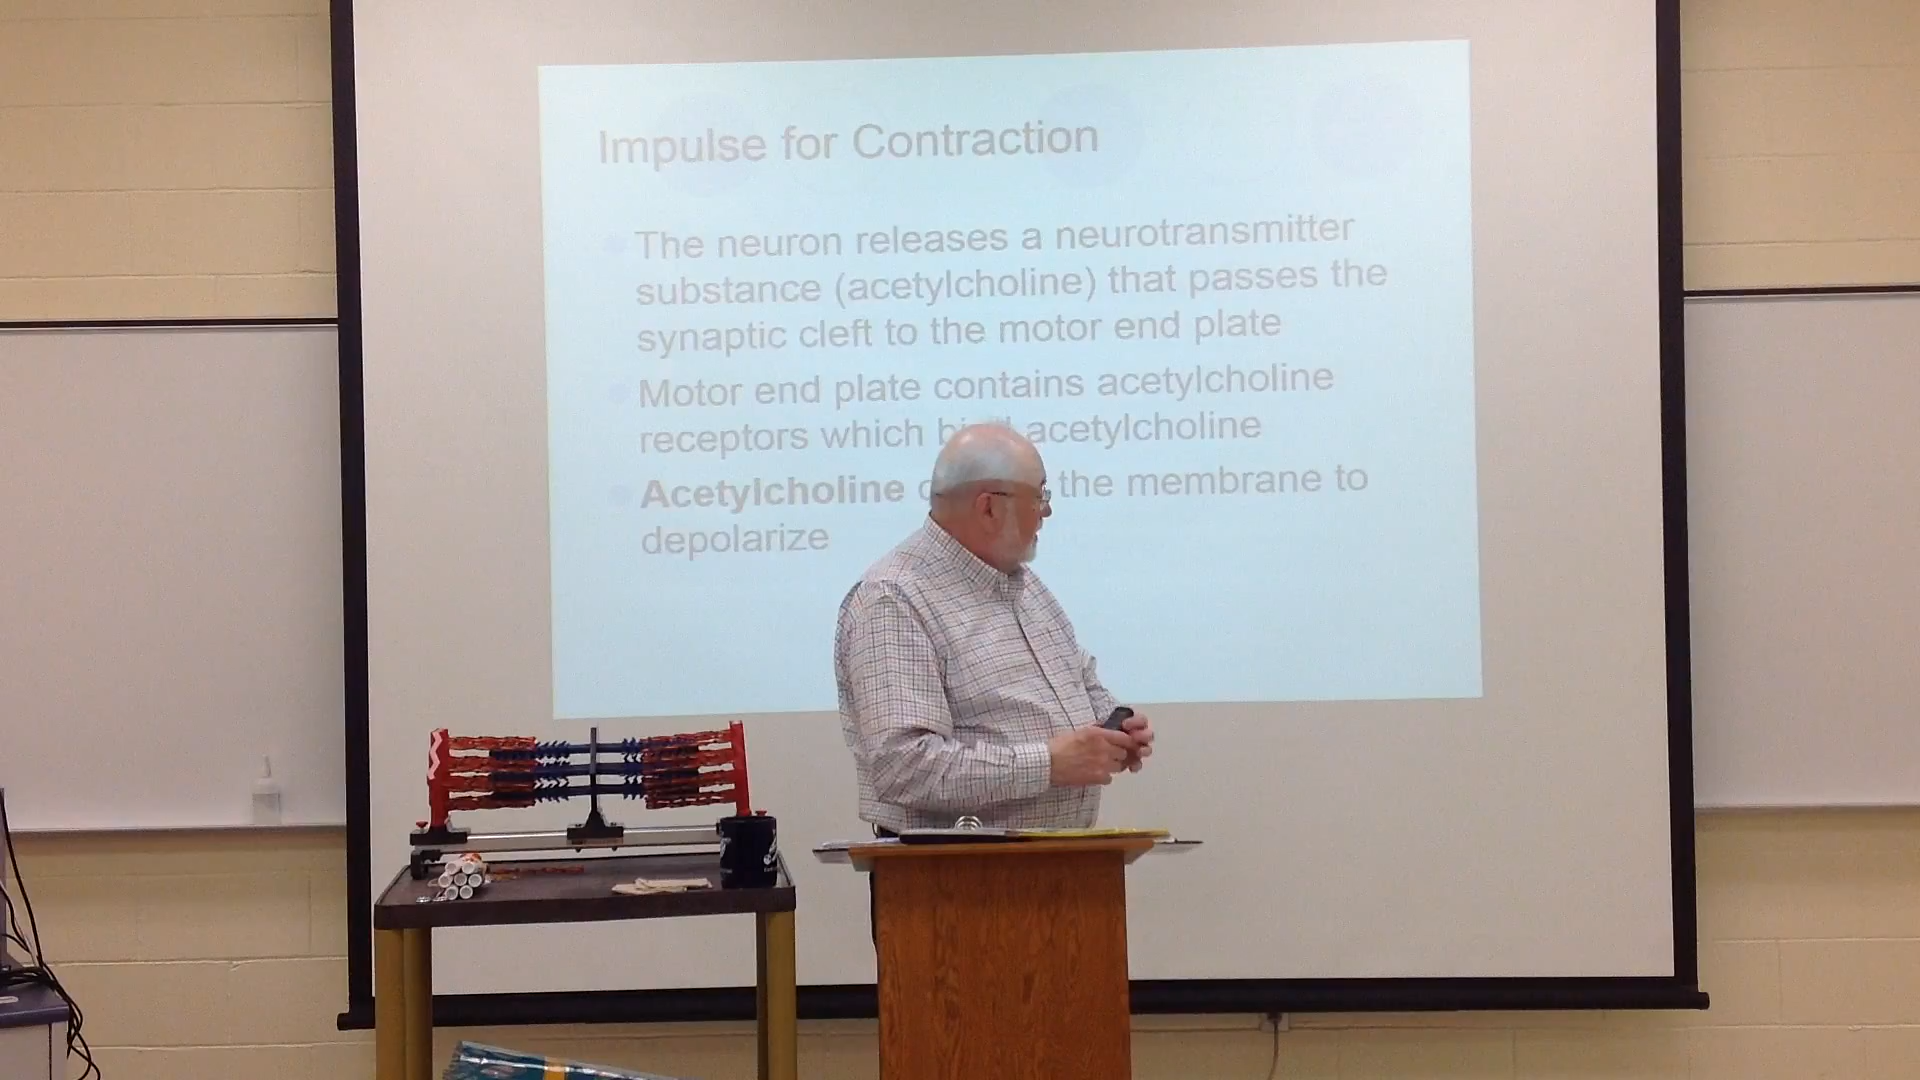 Impulse for Contraction
The neuron releases a neurotransmitter
substance (acetylcholine) that passes the
synaptic cleft to the motor end plate
Motor end plate contains acetylcholine
receptors which acetylcholine
Acetylcholine the membrane to
depolarize